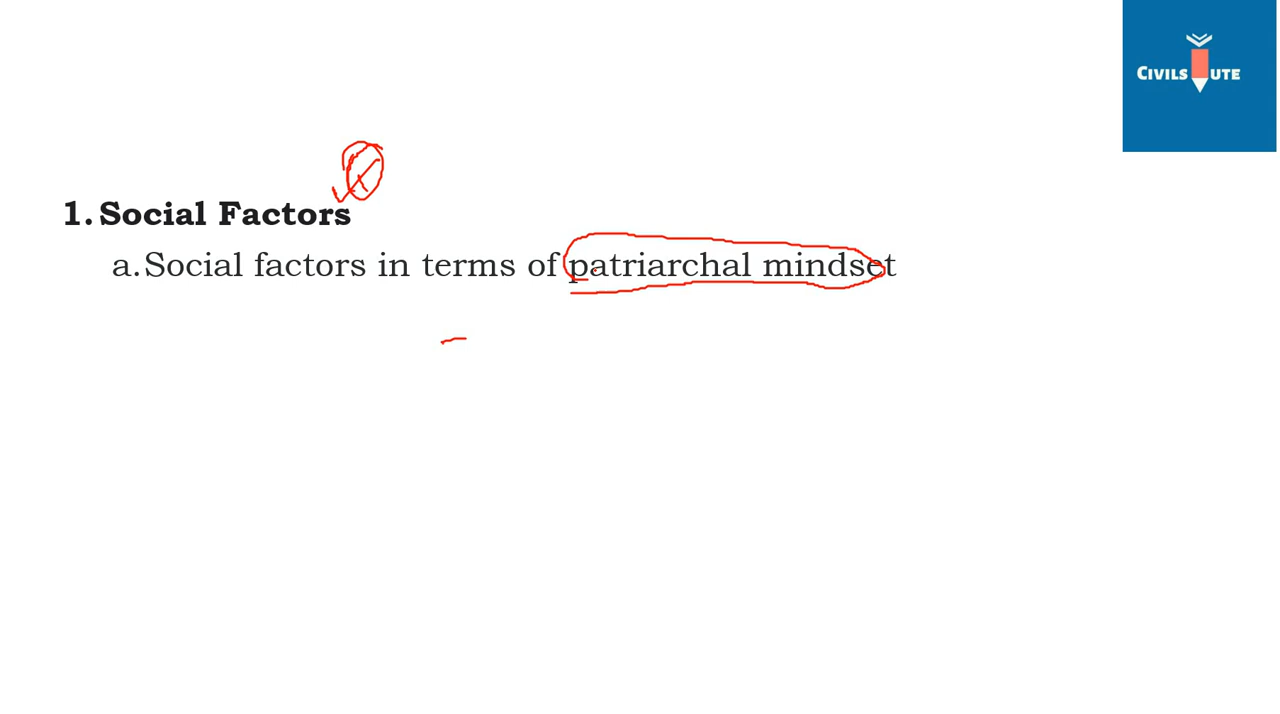 CIVILS UTE
1. Social Factors
a. Social factors in terms of patriarchal mindset